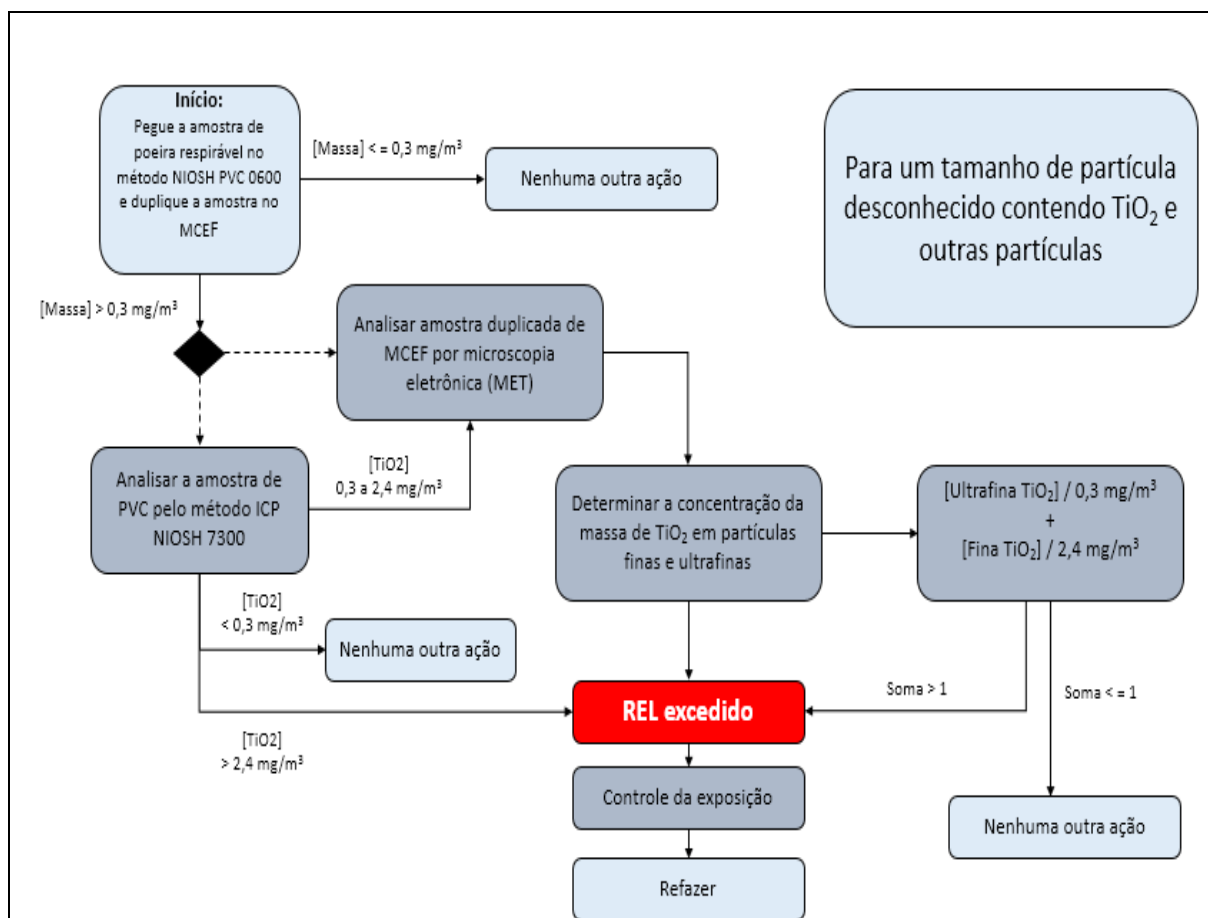 Início:
Pegue a amostra de
poeira respirável no
método NIOSH PVC 0600
e duplique a amostra no
MCEF
[Massa] < = 0,3 mg/m³
Nenhuma outra ação
Para um tamanho de partícula
desconhecido contendo TiO₂ e
outras partículas
[Massa] > 0,3 mg/m³
Analisar amostra duplicada de
MCEF por microscopia
eletrônica (MET)
Analisar a amostra de
PVC pelo método ICP
NIOSH 7300
[TiO2]
0,3 a 2,4 mg/m³
Determinar a concentração da
massa de TiO₂ em partículas
finas e ultrafinas
[Ultrafina TiO₂] / 0,3 mg/m³
+
[Fina TiO₂] / 2,4 mg/m³
[TiO2]
< 0,3 mg/m³
Nenhuma outra ação
[TiO2]
> 2,4 mg/m³
REL excedido
Soma > 1
Soma < = 1
Controle da exposição
Nenhuma outra ação
Refazer